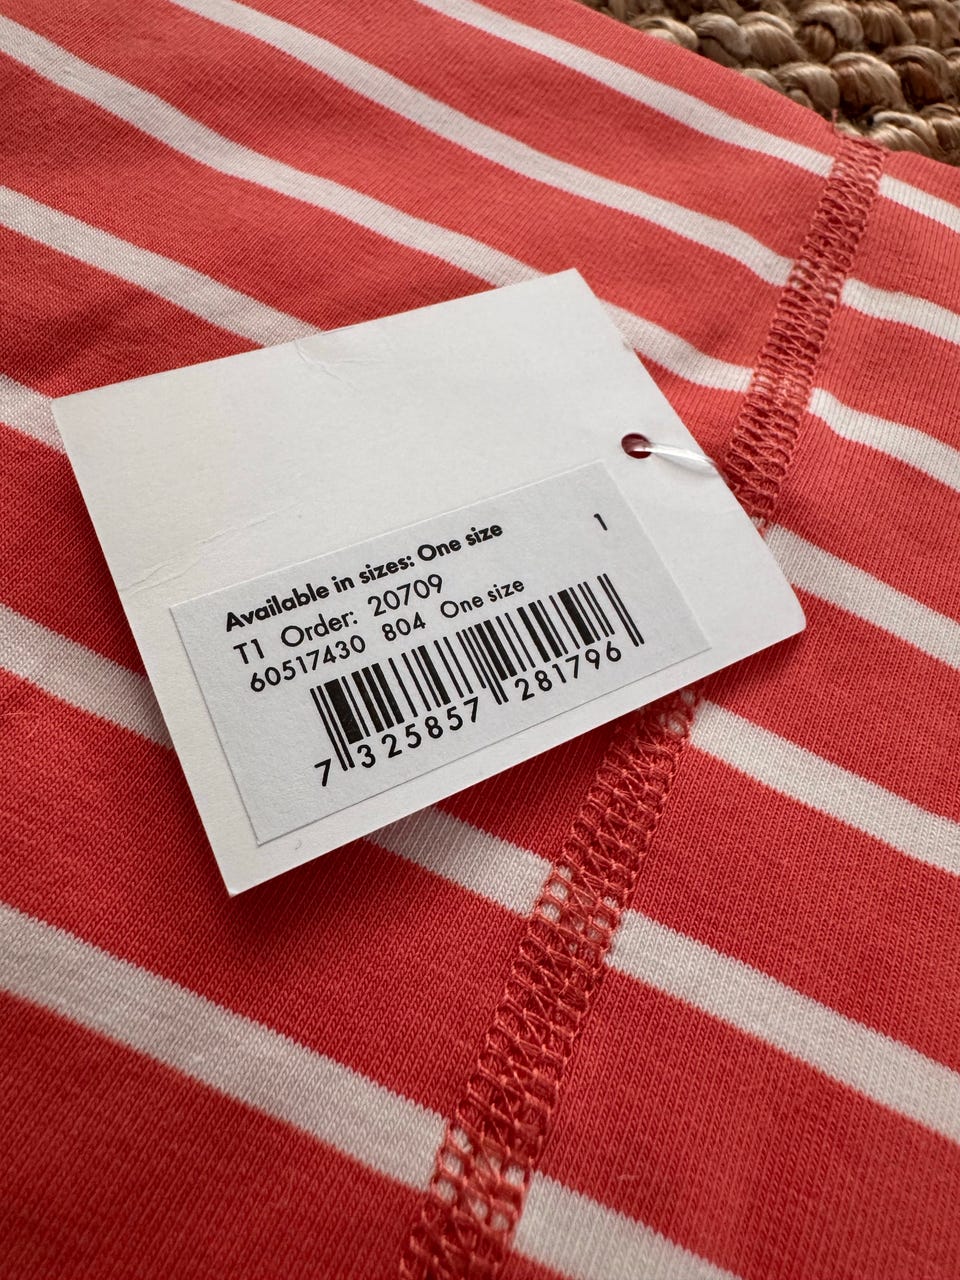 Available in sizes: One size 1
T1 Order: 20709
60517430 804 One size
7 325857 281796